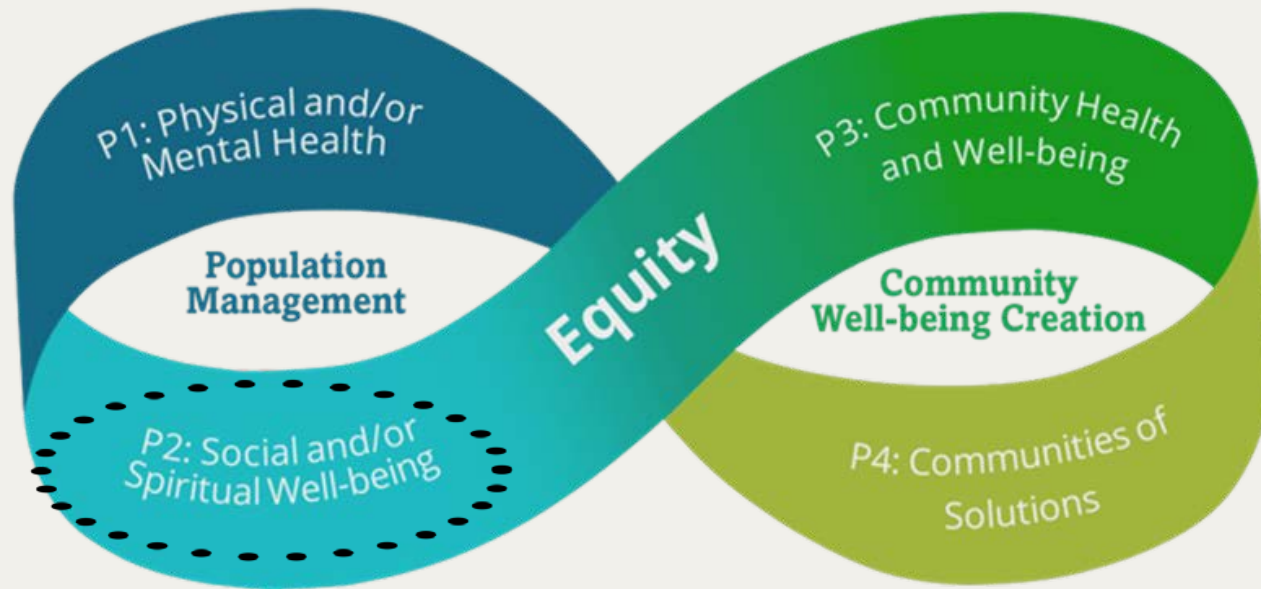 P1: Physical and/or
Mental Health
Population
Management
P2: Social and/or
Spiritual Well-being
Equity
P3: Community Health
and Well-being
Community
Well-being Creation
P4: Communities of
Solutions